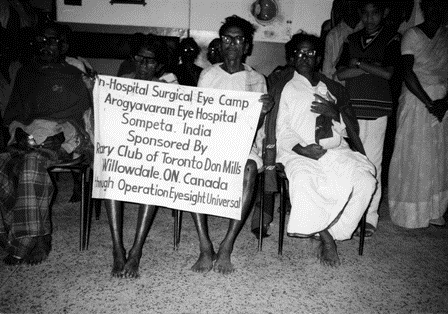 n-Hospital Surgical Eye Camp
Arogyavaram Eye Hospital
Sompeta, India
Sponsored By
ary Club of Toronto Don Mills
Willowdale, ON. Canada
ough Operation Eyesight Universal